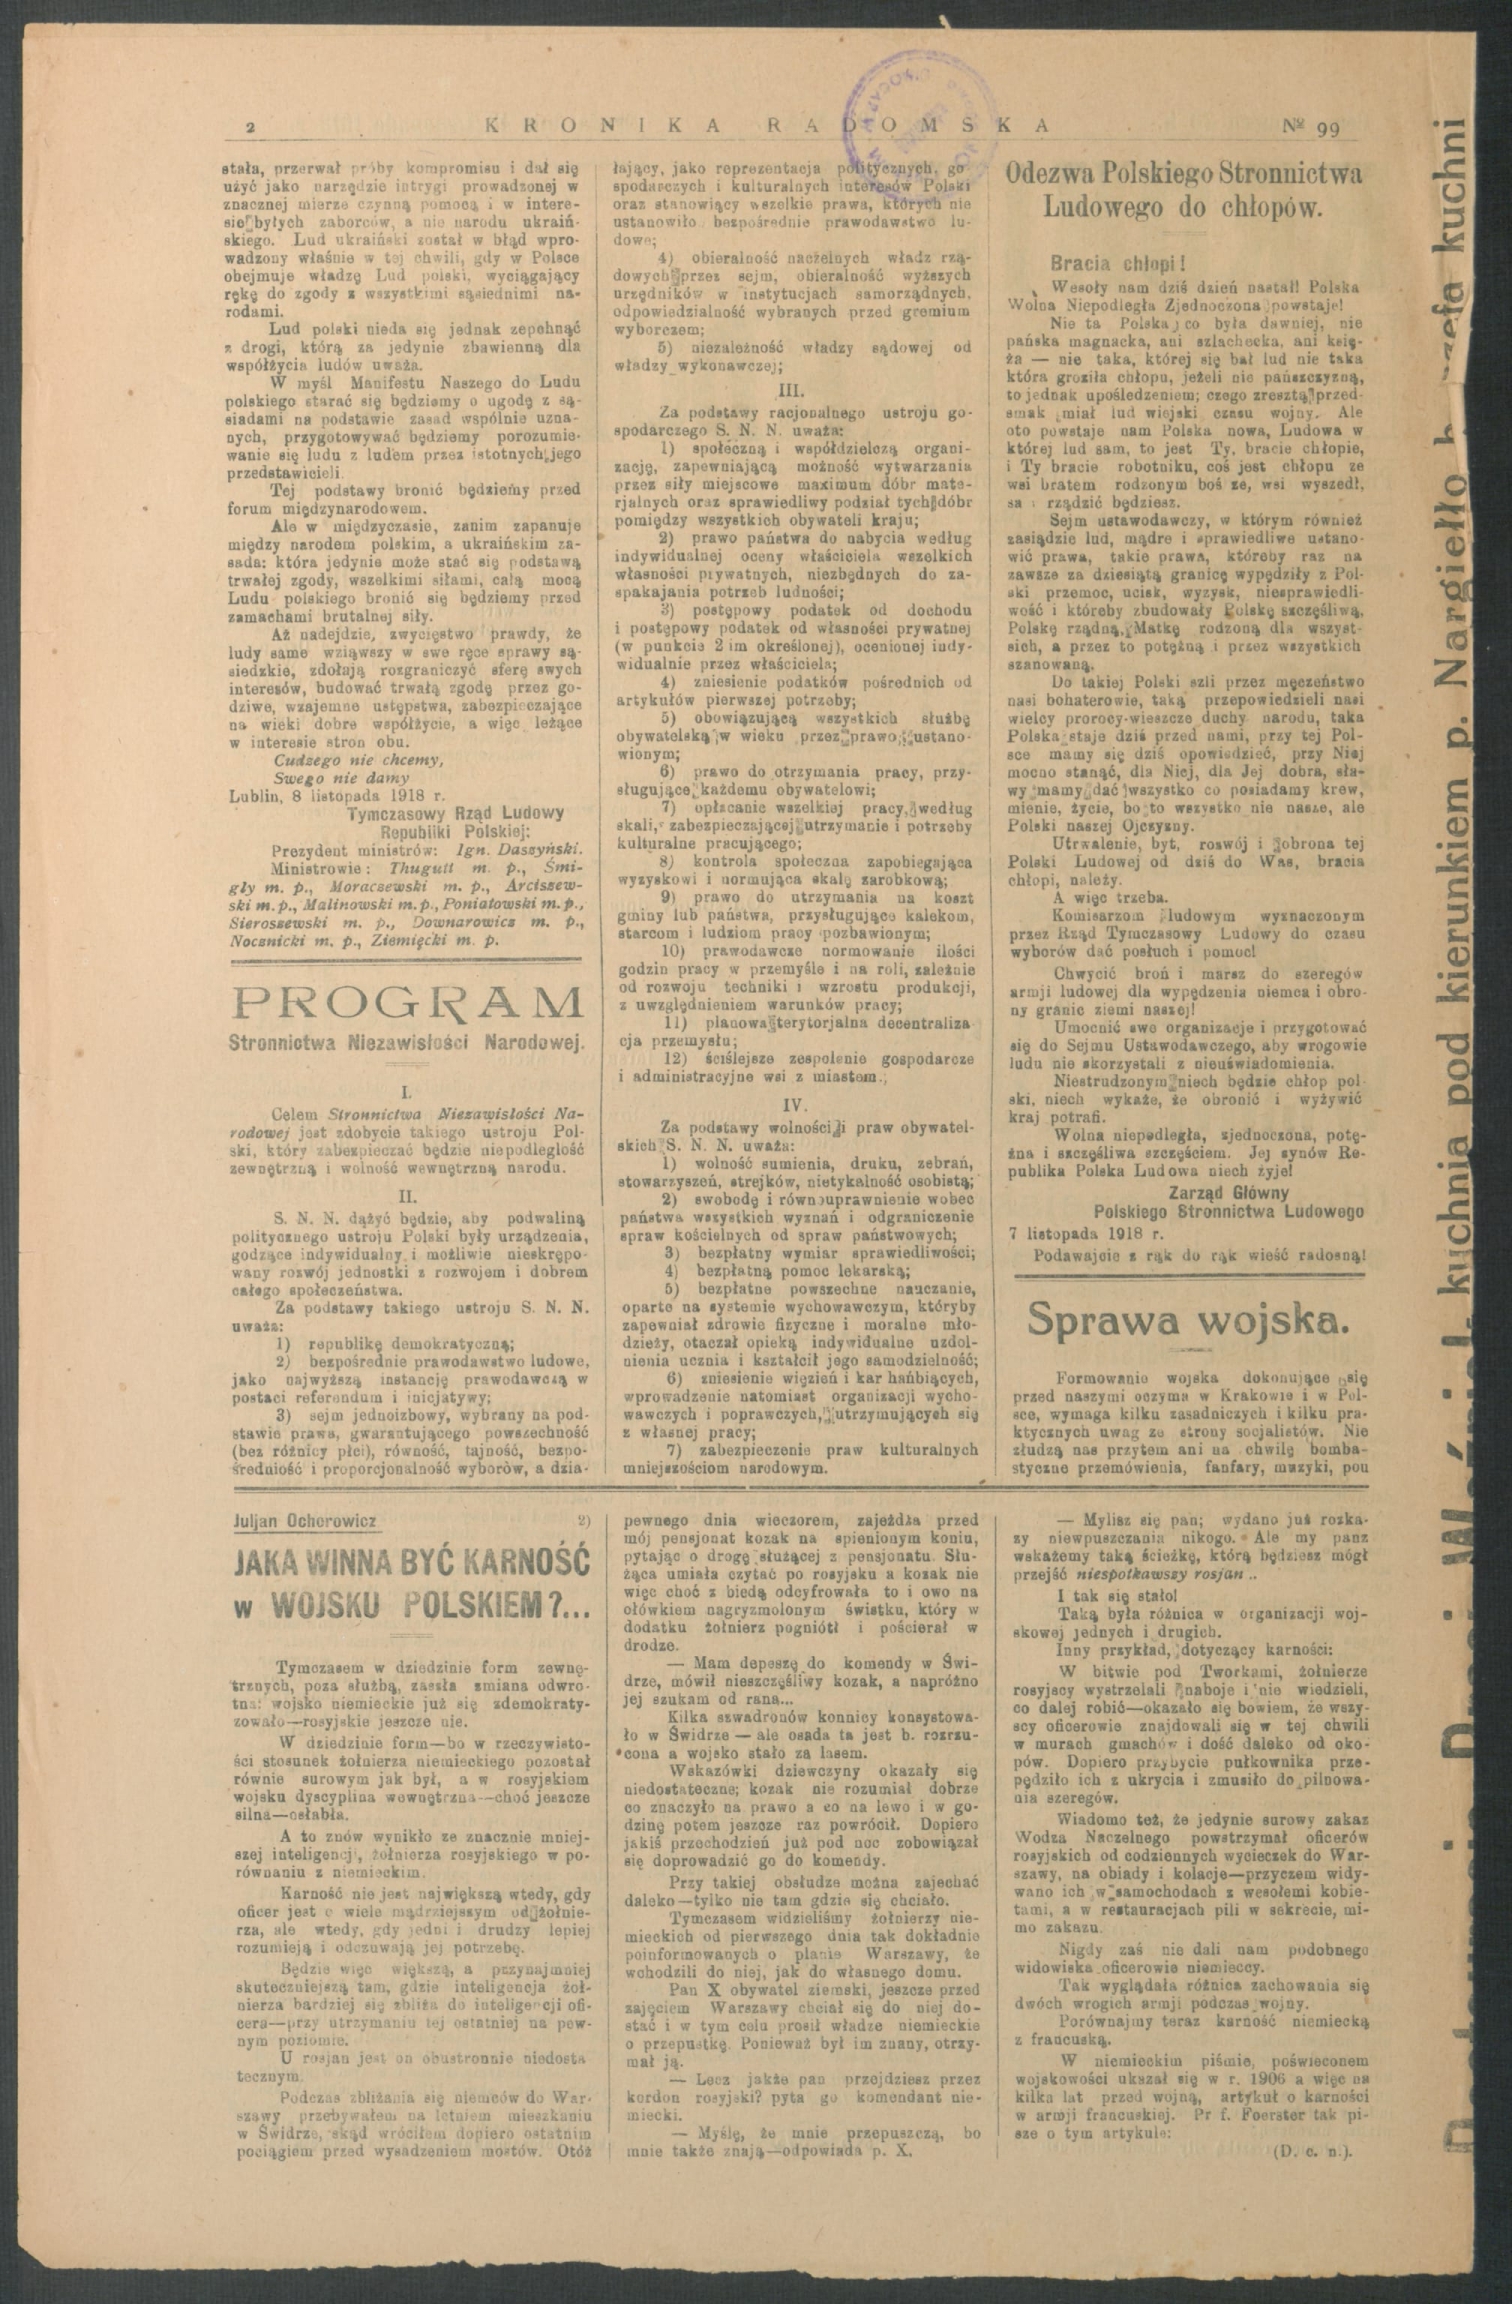 2
KRONIKA RADOMSKA
№ 99
stała, przerwał próby kompromisu i dał się
użyć jako narzędzie intrygi prowadzonej w
znacznej mierze czynną pomocą i w intere-
sie byłych zaborców, a nie narodu ukraiń-
skiego. Lud ukraiński został w błąd wpro-
wadzony właśnie w tej chwili, gdy w Polsce
obejmuje władzę Lud polski, wyciągający
rękę do zgody z wszystkimi sąsiednimi na-
rodami.
Lud polski nieda się jednak zepchnąć
z drogi, którą za jedynie zbawienną dla
współżycia ludów uważa.
W myśl Manifestu Naszego do Ludu
polskiego starać się będziemy o ugodę z są-
siadami na podstawie zasad wspólnie uzna-
nych, przygotowywać będziemy porozumie-
wanie się ludu z ludem przez istotnych jego
przedstawicieli.
Tej podstawy bronić będziemy przed
forum międzynarodowem.
Ale w międzyczasie, zanim zapanuje
między narodem polskim, a ukraińskim za-
sada: która jedynie może stać się podstawą
trwałej zgody, wszelkimi siłami, całą mocą
Ludu polskiego bronić się będziemy przed
zamachami brutalnej siły.
Aż nadejdzie, zwycięstwo prawdy, że
ludy same wziąwszy w swe ręce sprawy są-
siedzkie, zdołają rozgraniczyć sferę swych
interesów, budować trwałą zgodę przez go-
dziwe, wzajemne ustępstwa, zabezpieczające
na wieki dobre współżycie, a więc leżące
w interesie stron obu.
Cudzego nie chcemy,
Swego nie damy
Lublin, 8 listopada 1918 r.
Tymczasowy Rząd Ludowy
Republiki Polskiej:
Prezydent ministrów: Ign. Daszyński.
Ministrowie: Thugutt m. p., Śmi-
gły m. p., Moraczewski m. p., Arciszew-
ski m. p., Malinowski m. p., Poniatowski m. p.,
Sieroszewski m. p., Downarowicz m. p.,
Nocznicki m. p., Ziemięcki m. p.
PROGRAM
Stronnictwa Niezawisłości Narodowej.
I.
Celem Stronnictwa Niezawisłości Na-
rodowej jest zdobycie takiego ustroju Pol-
ski, który zabezpieczać będzie niepodległość
zewnętrzną i wolność wewnętrzną narodu.
II.
S. N. N. dążyć będzie, aby podwaliną
politycznego ustroju Polski były urządzenia,
godzące indywidualny i możliwie nieskrępo-
wany rozwój jednostki z rozwojem i dobrem
całego społeczeństwa.
Za podstawy takiego ustroju S. N. N.
uważa:
1) republikę demokratyczną;
2) bezpośrednie prawodawstwo ludowe,
jako najwyższą instancję prawodawczą w
postaci referendum i inicjatywy;
3) sejm jednoizbowy, wybrany na pod-
stawie prawa, gwarantującego powszechność
(bez różnicy płci), równość, tajność, bezpo-
średniość i proporcjonalność wyborów, a dzia-
łający, jako reprezentacja politycznych, go-
spodarczych i kulturalnych interesów Polski
oraz stanowiący wszelkie prawa, których nie
ustanowiło bezpośrednie prawodawstwo lu-
dowe;
4) obieralność naczelnych władz rzą-
dowych przez sejm, obieralność wyższych
urzędników w instytucjach samorządnych,
odpowiedzialność wybranych przed gremium
wyborczem;
5) niezależność władzy sądowej od
władzy wykonawczej;
III.
Za podstawy racjonalnego ustroju go-
spodarczego S. N. N. uważa:
1) społeczną i współdzielczą organi-
zację, zapewniającą możność wytwarzania
przez siły miejscowe maximum dóbr mate-
rjalnych oraz sprawiedliwy podział tych dóbr
pomiędzy wszystkich obywateli kraju;
2) prawo państwa do nabycia według
indywidualnej oceny właściciela wszelkich
własności prywatnych, niezbędnych do za-
spakajania potrzeb ludności;
3) postępowy podatek od dochodu
i postępowy podatek od własności prywatnej
(w punkcie 2 im określonej), ocenionej indy-
widualnie przez właściciela;
4) zniesienie podatków pośrednich od
artykułów pierwszej potrzeby;
5) obowiązującą wszystkich służbę
obywatelską w wieku przez prawo ustano-
wionym;
6) prawo do otrzymania pracy, przy-
sługujące każdemu obywatelowi;
7) opłacanie wszelkiej pracy, według
skali, zabezpieczającej utrzymanie i potrzeby
kulturalne pracującego;
8) kontrola społeczna zapobiegająca
wyzyskowi i normująca skalę zarobkową;
9) prawo do utrzymania na koszt
gminy lub państwa, przysługujące kalekom,
starcom i ludziom pracy pozbawionym;
10) prawodawcze normowanie ilości
godzin pracy w przemyśle i na roli, zależnie
od rozwoju techniki i wzrostu produkcji,
z uwzględnieniem warunków pracy;
11) planowa terytorjalna decentraliza-
cja przemysłu;
12) ściślejsze zespolenie gospodarcze
i administracyjne wsi z miastem.
IV.
Za podstawy wolności i praw obywatel-
skich S. N. N. uważa:
1) wolność sumienia, druku, zebrań,
stowarzyszeń, strejków, nietykalność osobistą;
2) swobodę i równouprawnienie wobec
państwa wszystkich wyznań i odgraniczenie
spraw kościelnych od spraw państwowych;
3) bezpłatny wymiar sprawiedliwości;
4) bezpłatną pomoc lekarską;
5) bezpłatne powszechne nauczanie,
oparte na systemie wychowawczym, któryby
zapewniał zdrowie fizyczne i moralne mło-
dzieży, otaczał opieką indywidualne uzdol-
nienia ucznia i kształcił jego samodzielność;
6) zniesienie więzień i kar hańbiących,
wprowadzenie natomiast organizacji wycho-
wawczych i poprawczych, utrzymujących się
z własnej pracy;
7) zabezpieczenie praw kulturalnych
mniejszościom narodowym.
Odezwa Polskiego Stronnictwa
Ludowego do chłopów.
Bracia chłopi!
Wesoły nam dziś dzień nastał! Polska
Wolna Niepodległa Zjednoczona powstaje!
Nie ta Polska co była dawniej, nie
pańska magnacka, ani szlachecka, ani księ-
ża — nie taka, której się bał lud nie taka
która groziła chłopu, jeżeli nie pańszczyzną,
to jednak upośledzeniem; czego zresztą przed-
smak miał lud wiejski czasu wojny. Ale
oto powstaje nam Polska nowa, Ludowa w
której lud sam, to jest Ty, bracie chłopie,
i Ty bracie robotniku, coś jest chłopu ze
wsi bratem rodzonym boś ze, wsi wyszedł,
sa rządzić będziesz.
Sejm ustawodawczy, w którym również
zasiądzie lud, mądre i sprawiedliwe ustano-
wić prawa, takie prawa, któreby raz na
zawsze za dziesiątą granicę wypędziły z Pol-
ski przemoc, ucisk, wyzysk, niesprawiedli-
wość i któreby zbudowały Polskę szczęśliwą,
Polskę rządną, Matkę rodzoną dla wszyst-
sich, a przez to potężną i przez wszystkich
szanowaną.
Do takiej Polski szli przez męczeństwo
nasi bohaterowie, taką przepowiedzieli nasi
wielcy prorocy-wieszcze duchy narodu, taka
Polska staje dziś przed nami, przy tej Pol-
sce mamy się dziś opowiedzieć, przy Niej
mocno stanąć, dla Niej, dla Jej dobra, sła-
wy mamy dać wszystko co posiadamy krew,
mienie, życie, bo to wszystko nie nasze, ale
Polski naszej Ojczyzny.
Utrwalenie, byt, rozwój i obrona tej
Polski Ludowej od dziś do Was, bracia
chłopi, należy.
A więc trzeba.
Komisarzom ludowym wyznaczonym
przez Rząd Tymczasowy Ludowy do czasu
wyborów dać posłuch i pomoc!
Chwycić broń i marsz do szeregów
armji ludowej dla wypędzenia niemca i obro-
ny granic ziemi naszej!
Umocnić swe organizacje i przygotować
się do Sejmu Ustawodawczego, aby wrogowie
ludu nie skorzystali z nieuświadomienia.
Niestrudzonym niech będzie chłop pol-
ski, niech wykaże, że obronić i wyżywić
kraj potrafi.
Wolna niepodległa, zjednoczona, potę-
żna i szczęśliwa szczęściem. Jej synów Re-
publika Polska Ludowa niech żyje!
Zarząd Główny
Polskiego Stronnictwa Ludowego
7 listopada 1918 r.
Podawajcie z rąk do rąk wieść radosną!
Sprawa wojska.
Formowanie wojska dokonujące się
przed naszymi oczyma w Krakowie i w Pol-
sce, wymaga kilku zasadniczych i kilku pra-
ktycznych uwag ze strony socjalistów. Nie
złudzą nas przytem ani na chwilę bomba-
styczne przemówienia, fanfary, muzyki, pou
Juljan Ochorowicz
2)
JAKA WINNA BYĆ KARNOŚĆ
w WOJSKU POLSKIEM?...
Tymczasem w dziedzinie form zewnę-
trznych, poza służbą, zaszła zmiana odwro-
tna: wojsko niemieckie już się zdemokraty-
zowało—rosyjskie jeszcze nie.
W dziedzinie form—bo w rzeczywisto-
ści stosunek żołnierza niemieckiego pozostał
równie surowym jak był, a w rosyjskiem
wojsku dyscyplina wewnętrzna—choć jeszcze
silna—osłabła.
A to znów wynikło ze znacznie mniej-
szej inteligencji, żołnierza rosyjskiego w po-
równaniu z niemieckim.
Karność nie jest największą wtedy, gdy
oficer jest o wiele mądrzejszym od żołnie-
rza, ale wtedy, gdy jedni i drudzy lepiej
rozumieją i odczuwają jej potrzebę.
Będzie więc większą, a przynajmniej
skuteczniejszą tam, gdzie inteligencja żoł-
nierza bardziej się zbliża do inteligencji ofi-
cera—przy utrzymaniu tej ostatniej na pew-
nym poziomie.
U rosjan jest on obustronnie niedosta
tecznym.
Podczas zbliżania się niemców do War-
szawy przebywałem na letniem mieszkaniu
w Świdrze, skąd wróciłem dopiero ostatnim
pociągiem przed wysadzeniem mostów. Otóż
pewnego dnia wieczorem, zajeżdża przed
mój pensjonat kozak na spienionym koniu,
pytając o drogę służącej z pensjonatu. Słu-
żąca umiała czytać po rosyjsku a kozak nie
więc choć z biedą odcyfrowała to i owo na
ołówkiem nagryzmolonym świstku, który w
dodatku żołnierz pogniótł i pościerał w
drodze.
— Mam depeszę do komendy w Świ-
drze, mówił nieszczęśliwy kozak, a napróżno
jej szukam od rana...
Kilka szwadronów konnicy konsystowa-
ło w Świdrze — ale osada ta jest b. rozrzu-
cona a wojsko stało za lasem.
Wskazówki dziewczyny okazały się
niedostateczne; kozak nie rozumiał dobrze
co znaczyło na prawo a co na lewo i w go-
dzinę potem jeszcze raz powrócił. Dopiero
jakiś przechodzień już pod noc zobowiązał
się doprowadzić go do komendy.
Przy takiej obsłudze można zajechać
daleko—tylko nie tam gdzie się chciało.
Tymczasem widzieliśmy żołnierzy nie-
mieckich od pierwszego dnia tak dokładnie
poinformowanych o planie Warszawy, że
wchodzili do niej, jak do własnego domu.
Pan X obywatel ziemski, jeszcze przed
zajęciem Warszawy chciał się do niej do-
stać i w tym celu prosił władze niemieckie
o przepustkę. Ponieważ był im znany, otrzy-
mał ją.
— Lecz jakże pan przejdziesz przez
kordon rosyjski? pyta go komendant nie-
miecki.
— Myślę, że mnie przepuszczą, bo
mnie także znają—odpowiada p. X.
— Mylisz się pan; wydano już rozka-
zy niewpuszczania nikogo. Ale my panz
wskażemy taką ścieżkę, którą będziesz mógł
przejść niespotkawszy rosjan ..
I tak się stało!
Taką była różnica w organizacji woj-
skowej jednych i drugich.
Inny przykład, dotyczący karności:
W bitwie pod Tworkami, żołnierze
rosyjscy wystrzelali naboje i nie wiedzieli,
co dalej robić—okazało się bowiem, że wszy-
scy oficerowie znajdowali się w tej chwili
w murach gmachów i dość daleko od oko-
pów. Dopiero przybycie pułkownika prze-
pędziło ich z ukrycia i zmusiło do pilnowa-
nia szeregów.
Wiadomo też, że jedynie surowy zakaz
Wodza Naczelnego powstrzymał oficerów
rosyjskich od codziennych wycieczek do War-
szawy, na obiady i kolacje—przyczem widy-
wano ich w samochodach z wesołemi kobie-
tami, a w restauracjach pili w sekrecie, mi-
mo zakazu.
Nigdy zaś nie dali nam podobnego
widowiska oficerowie niemieccy.
Tak wyglądała różnica zachowania się
dwóch wrogich armji podczas wojny.
Porównajmy teraz karność niemiecką
z francuską.
W niemieckim piśmie, poświeconem
wojskowości ukazał się w r. 1906 a więc na
kilka lat przed wojną, artykuł o karności
w armji francuskiej. Pr f. Foerster tak pi-
sze o tym artykule:
(D. c. n.).
kuchnia pod kierunkiem p. Nargiełło
kuchni